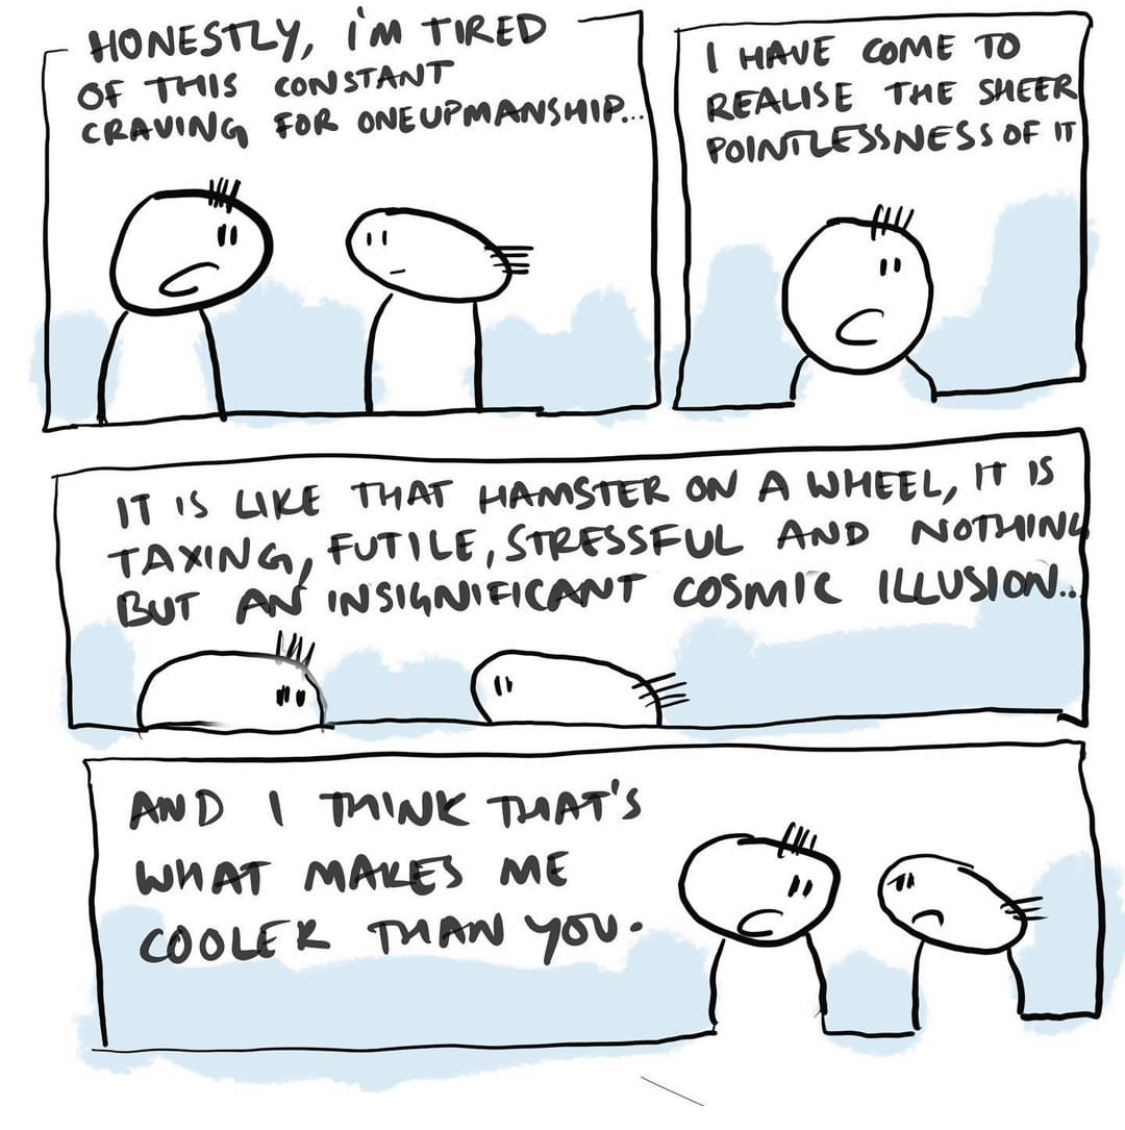 HONESTLY, I'M TIRED
OF THIS CONSTANT
CRAVING FOR ONEUPMANSHIP...
I HAVE COME TO
REALISE THE SHEER
POINTLESSNESS OF IT
IT IS LIKE THAT HAMSTER ON A WHEEL, IT IS
TAXING, FUTILE, STRESSFUL AND NOTHING
BUT AN INSIGNIFICANT COSMIC ILLUSION...
AND I THINK THAT'S
WHAT MAKES ME
COOLER THAN YOU.